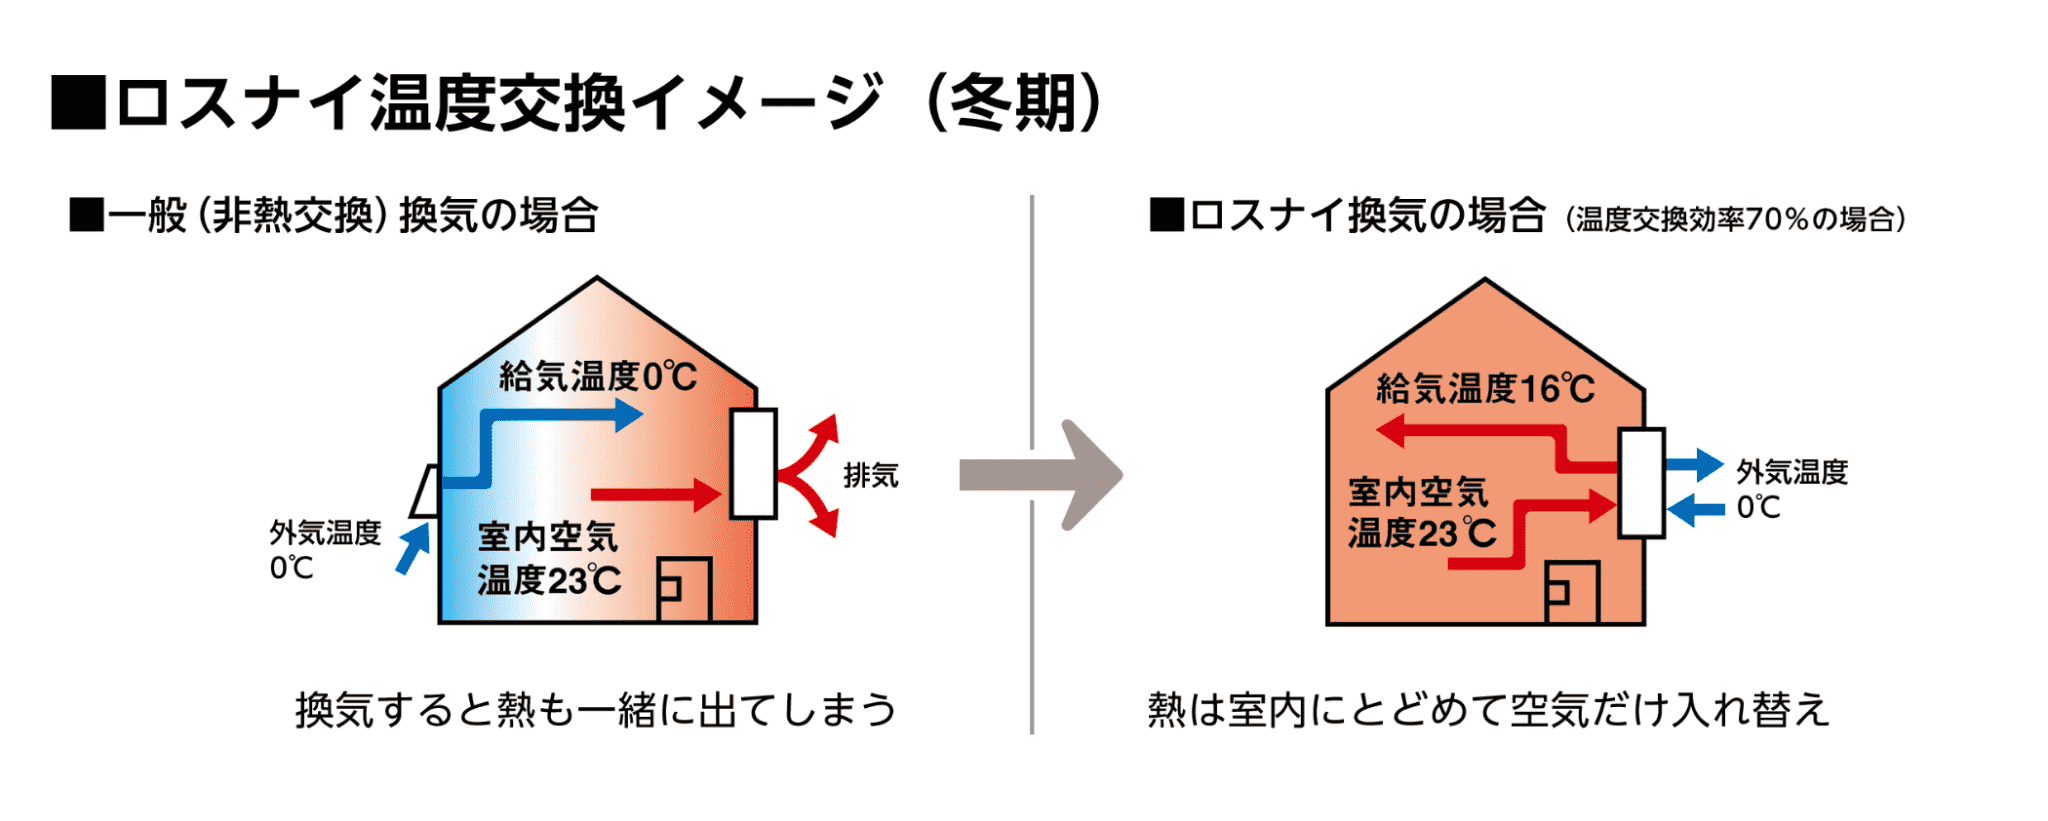 ■ロスナイ温度交換イメージ（冬期）
■一般（非熱交換）換気の場合
給気温度0℃
排気
外気温度
0℃
室内空気
温度23℃
換気すると熱も一緒に出てしまう
■ロスナイ換気の場合（温度交換効率70％の場合）
給気温度16℃
室内空気
温度23℃
外気温度
0℃
熱は室内にとどめて空気だけ入れ替え